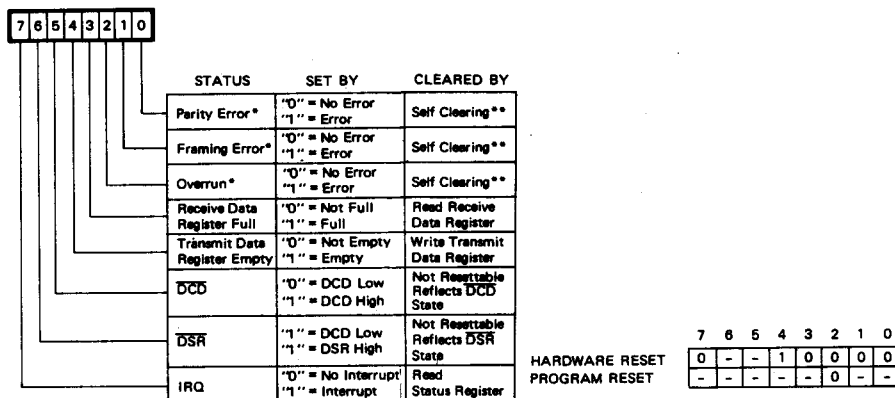 7 6 5 4 3 2 1 0
STATUS SET BY CLEARED BY
Parity Error* "0" = No Error
"1" = Error Self Clearing**
Framing Error* "0" = No Error
"1" = Error Self Clearing**
Overrun* "0" = No Error
"1" = Error Self Clearing**
Receive Data
Register Full "0" = Not Full
"1" = Full Read Receive
Data Register
Transmit Data
Register Empty "0" = Not Empty
"1" = Empty Write Transmit
Data Register
DCD "0" = DCD Low
"1" = DCD High Not Resettable
Reflects DCD
State
DSR "1" = DCD Low
"1" = DSR High Not Resettable
Reflects DSR
State
IRQ "0" = No Interrupt
"1" = Interrupt Read
Status Register
7 6 5 4 3 2 1 0
HARDWARE RESET 0 - - 1 0 0 0 0
PROGRAM RESET - - - - - 0 - -